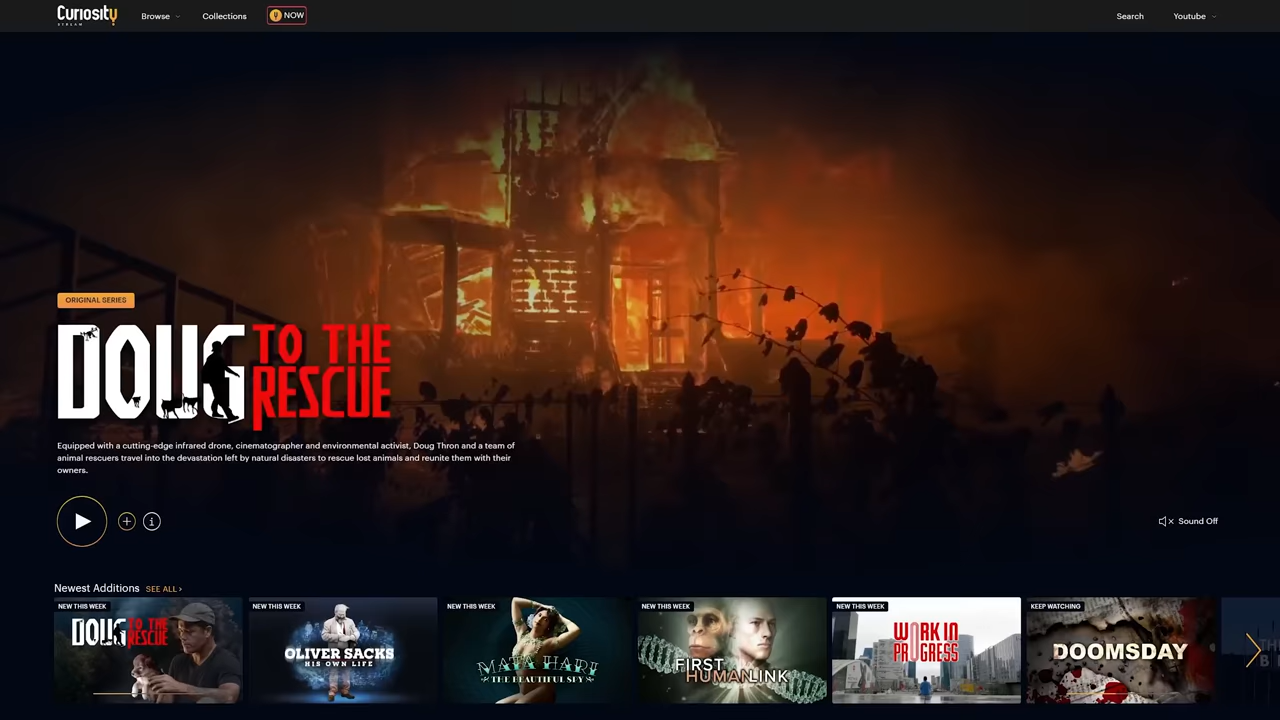 Curiosity
STREAM
Browse
Collections
NOW
Search
Youtube
ORIGINAL SERIES
DOUG TO THE RESCUE
Equipped with a cutting-edge infrared drone, cinematographer and environmental activist, Doug Thron and a team of
animal rescuers travel into the devastation left by natural disasters to rescue lost animals and reunite them with their
owners.
Sound Off
Newest Additions SEE ALL >
NEW THIS WEEK
DOUG TO THE RESCUE
NEW THIS WEEK
OLIVER SACKS
HIS OWN LIFE
NEW THIS WEEK
MATA HARI
THE BEAUTIFUL SPY
NEW THIS WEEK
FIRST
HUMAN LINK
NEW THIS WEEK
WORK IN
PROGRESS
KEEP WATCHING
DOOMSDAY